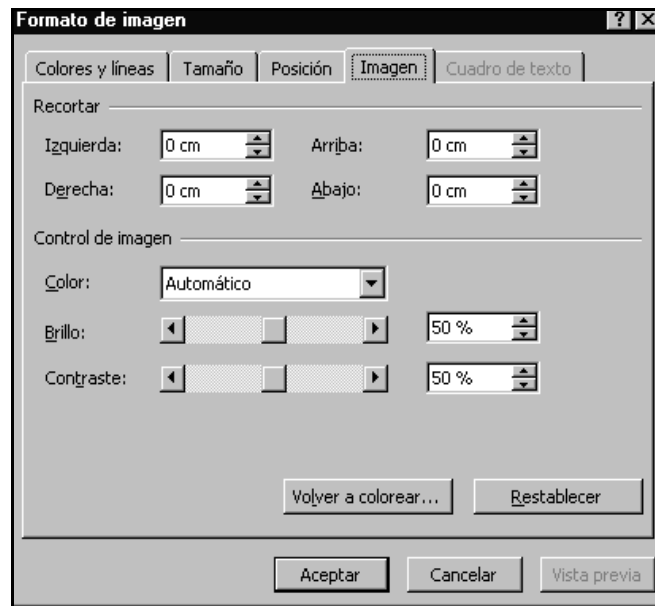 Formato de imagen
Colores y líneas Tamaño Posición Imagen Cuadro de texto
Recortar
Izquierda: 0 cm Arriba: 0 cm
Derecha: 0 cm Abajo: 0 cm
Control de imagen
Color: Automático
Brillo: 50 %
Contraste: 50 %
Volver a colorear... Restablecer
Aceptar Cancelar Vista previa